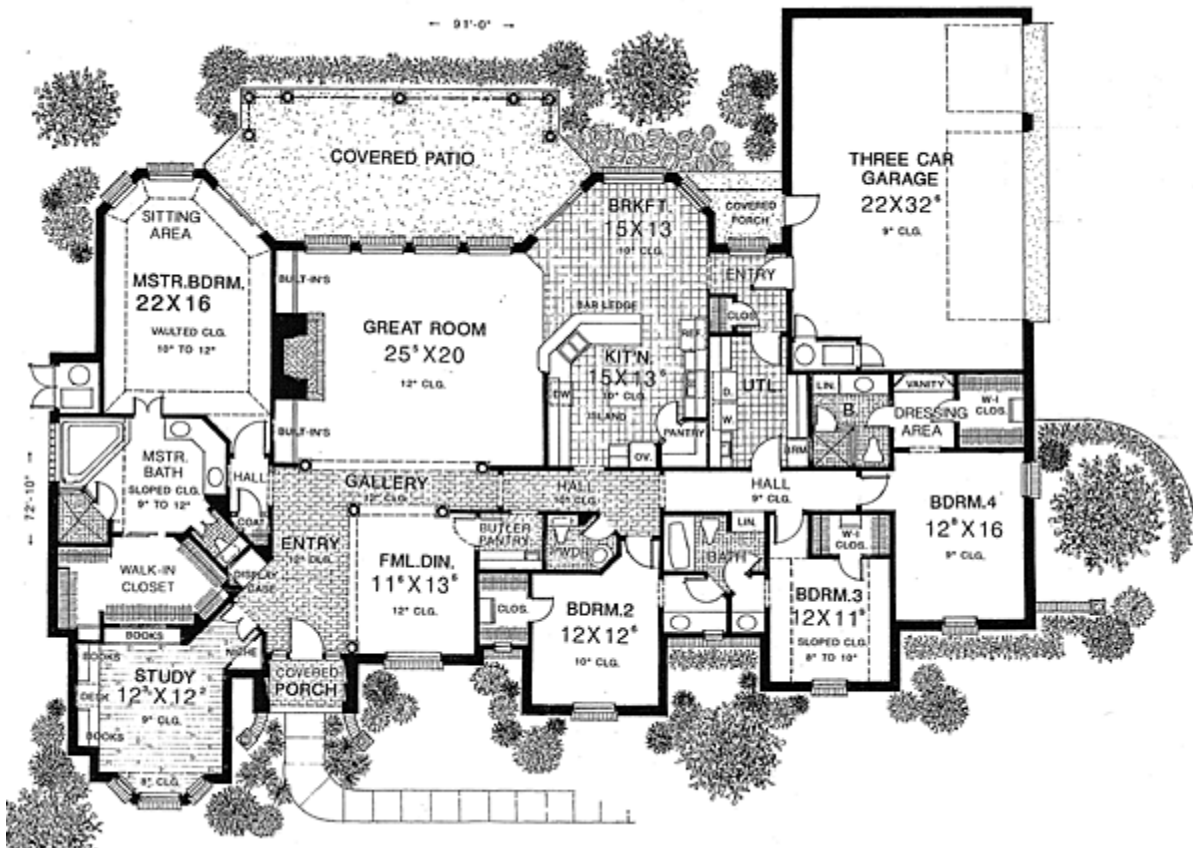 91'-0"
COVERED PATIO
THREE CAR
GARAGE
22X32⁶
9° CLG.
SITTING
AREA
MSTR.BDRM.
22X16
VAULTED CLG.
10° TO 12°
BUILT-IN'S
GREAT ROOM
25⁵X20
12° CLG.
BUILT-IN'S
BRKFT.
15X13
10° CLG.
COVERED
PORCH
ENTRY
CLOS.
BAR LEDGE
REF.
KIT'N.
15X13⁶
10° CLG.
ISLAND
DW
PANTRY
OV.
UTL.
D.
W.
BRM
LIN.
B.
VANITY
DRESSING
AREA
W-I
CLOS.
72'-10"
MSTR.
BATH
SLOPED CLG.
9° TO 12°
HALL
COAT
GALLERY
12° CLG.
HALL
10° CLG.
HALL
9° CLG.
BDRM.4
12⁸X16
9° CLG.
WALK-IN
CLOSET
DISPLAY
CASE
ENTRY
12° CLG.
FML.DIN.
11⁶X13⁶
12° CLG.
BUTLER
PANTRY
PWDR
CLOS.
BDRM.2
12X12⁶
10° CLG.
BATH
LIN.
W-I
CLOS.
BDRM.3
12X11⁹
SLOPED CLG.
8° TO 10°
BOOKS
BOOKS
DESK
BOOKS
STUDY
12³X12²
9° CLG.
8° CLG.
NICHE
COVERED
PORCH